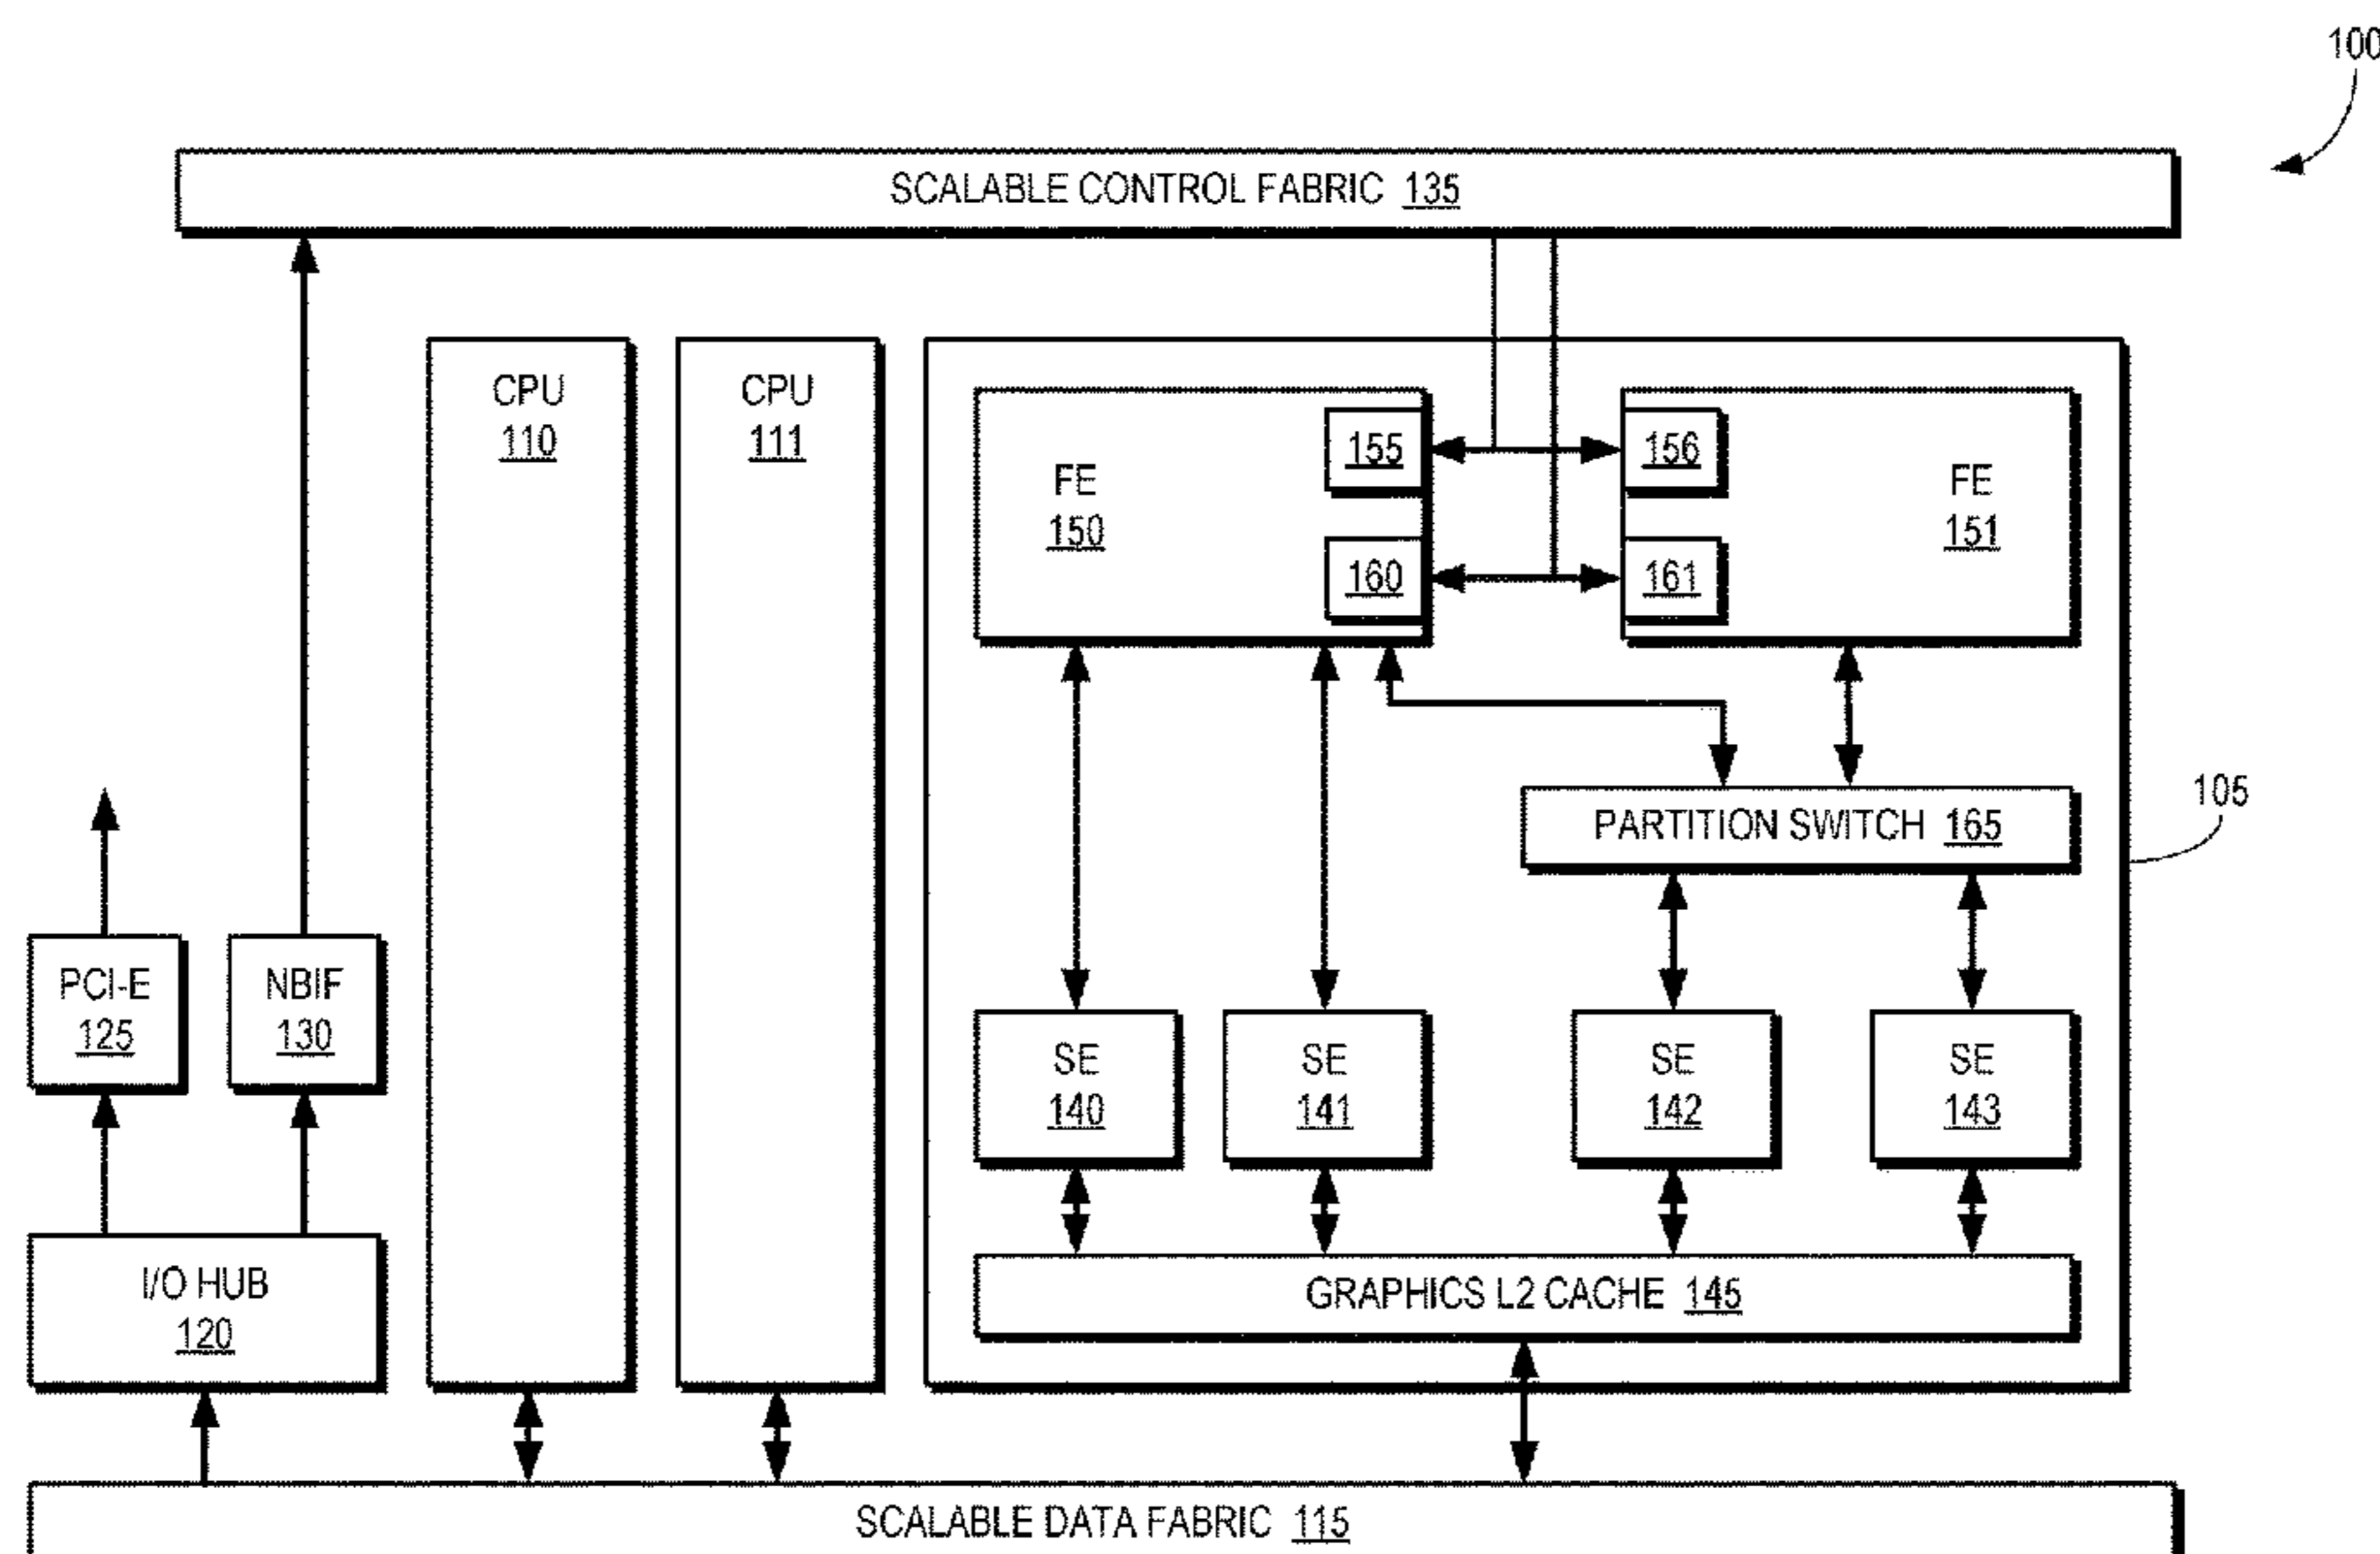 100
SCALABLE CONTROL FABRIC 135
CPU
110
CPU
111
FE
150
155
160
156
161
FE
151
PARTITION SWITCH 165
105
PCI-E
125
NBIF
130
SE
140
SE
141
SE
142
SE
143
I/O HUB
120
GRAPHICS L2 CACHE 145
SCALABLE DATA FABRIC 115